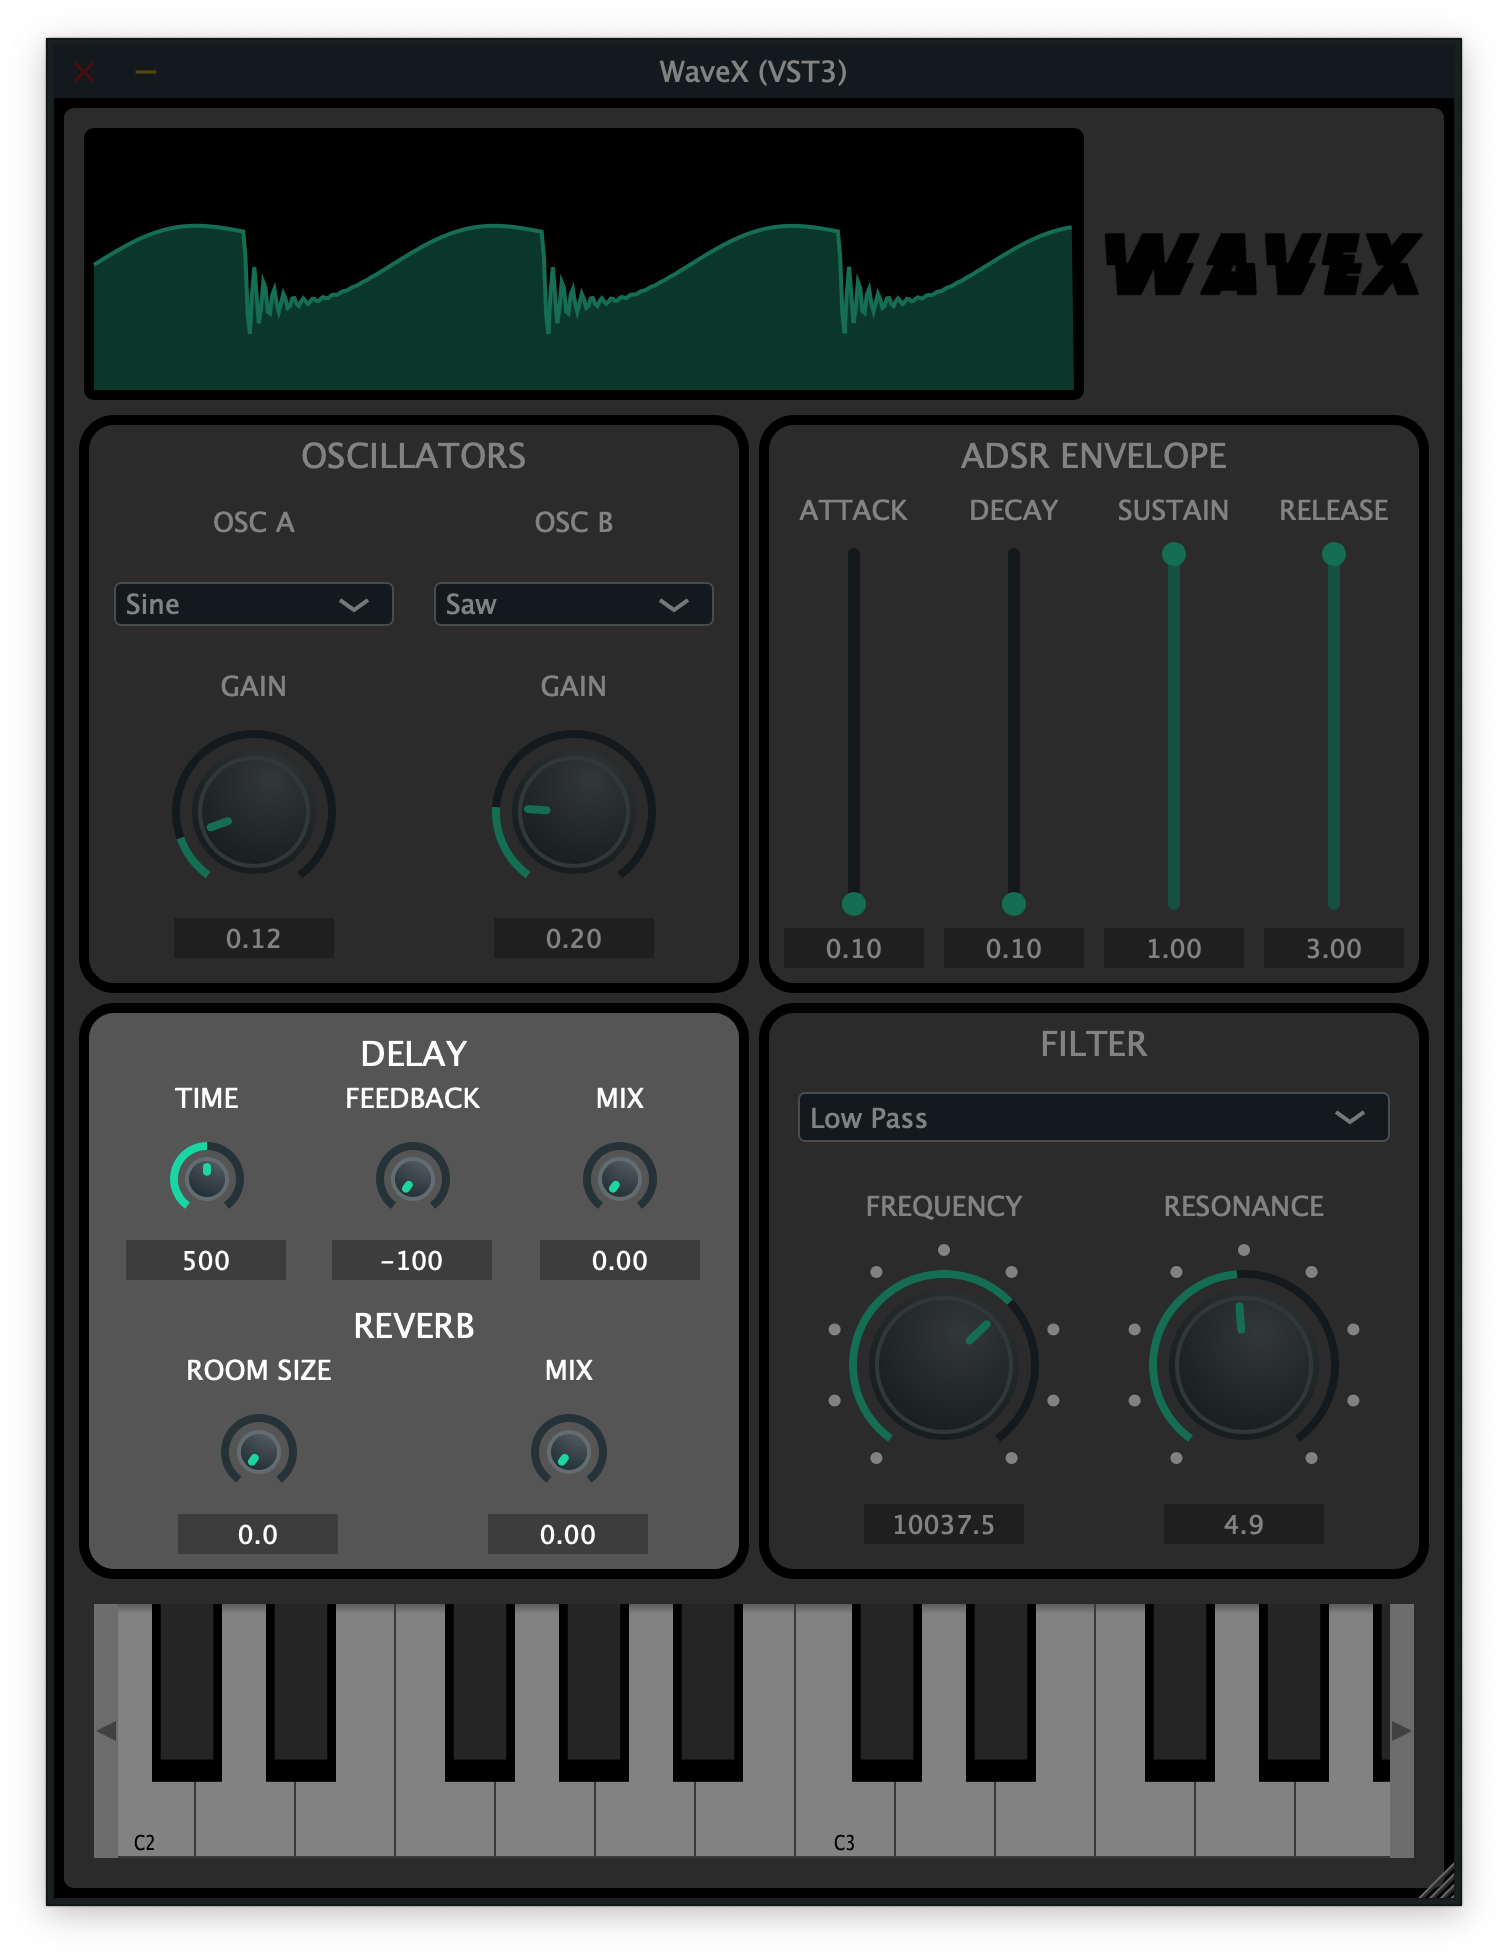 WaveX (VST3)
WAVEX
OSCILLATORS
OSC A OSC B
Sine Saw
GAIN GAIN
0.12 0.20
ADSR ENVELOPE
ATTACK DECAY SUSTAIN RELEASE
0.10 0.10 1.00 3.00
DELAY
TIME FEEDBACK MIX
500 -100 0.00
REVERB
ROOM SIZE MIX
0.0 0.00
FILTER
Low Pass
FREQUENCY RESONANCE
10037.5 4.9
C2 C3